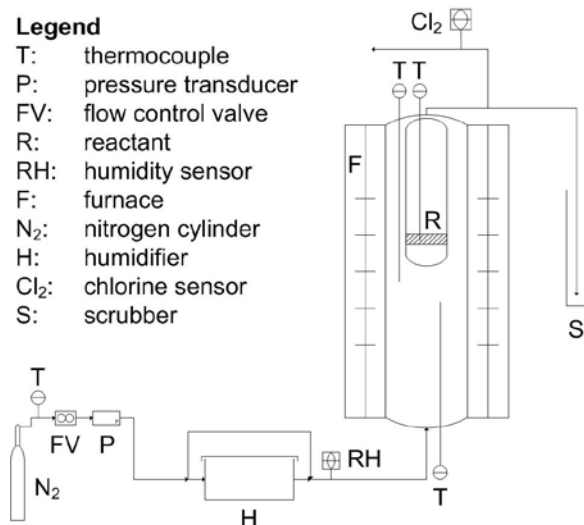 Legend
T: thermocouple
P: pressure transducer
FV: flow control valve
R: reactant
RH: humidity sensor
F: furnace
N₂: nitrogen cylinder
H: humidifier
Cl₂: chlorine sensor
S: scrubber
Cl₂
T T
F
R
S
T
FV P
N₂
H
RH
T